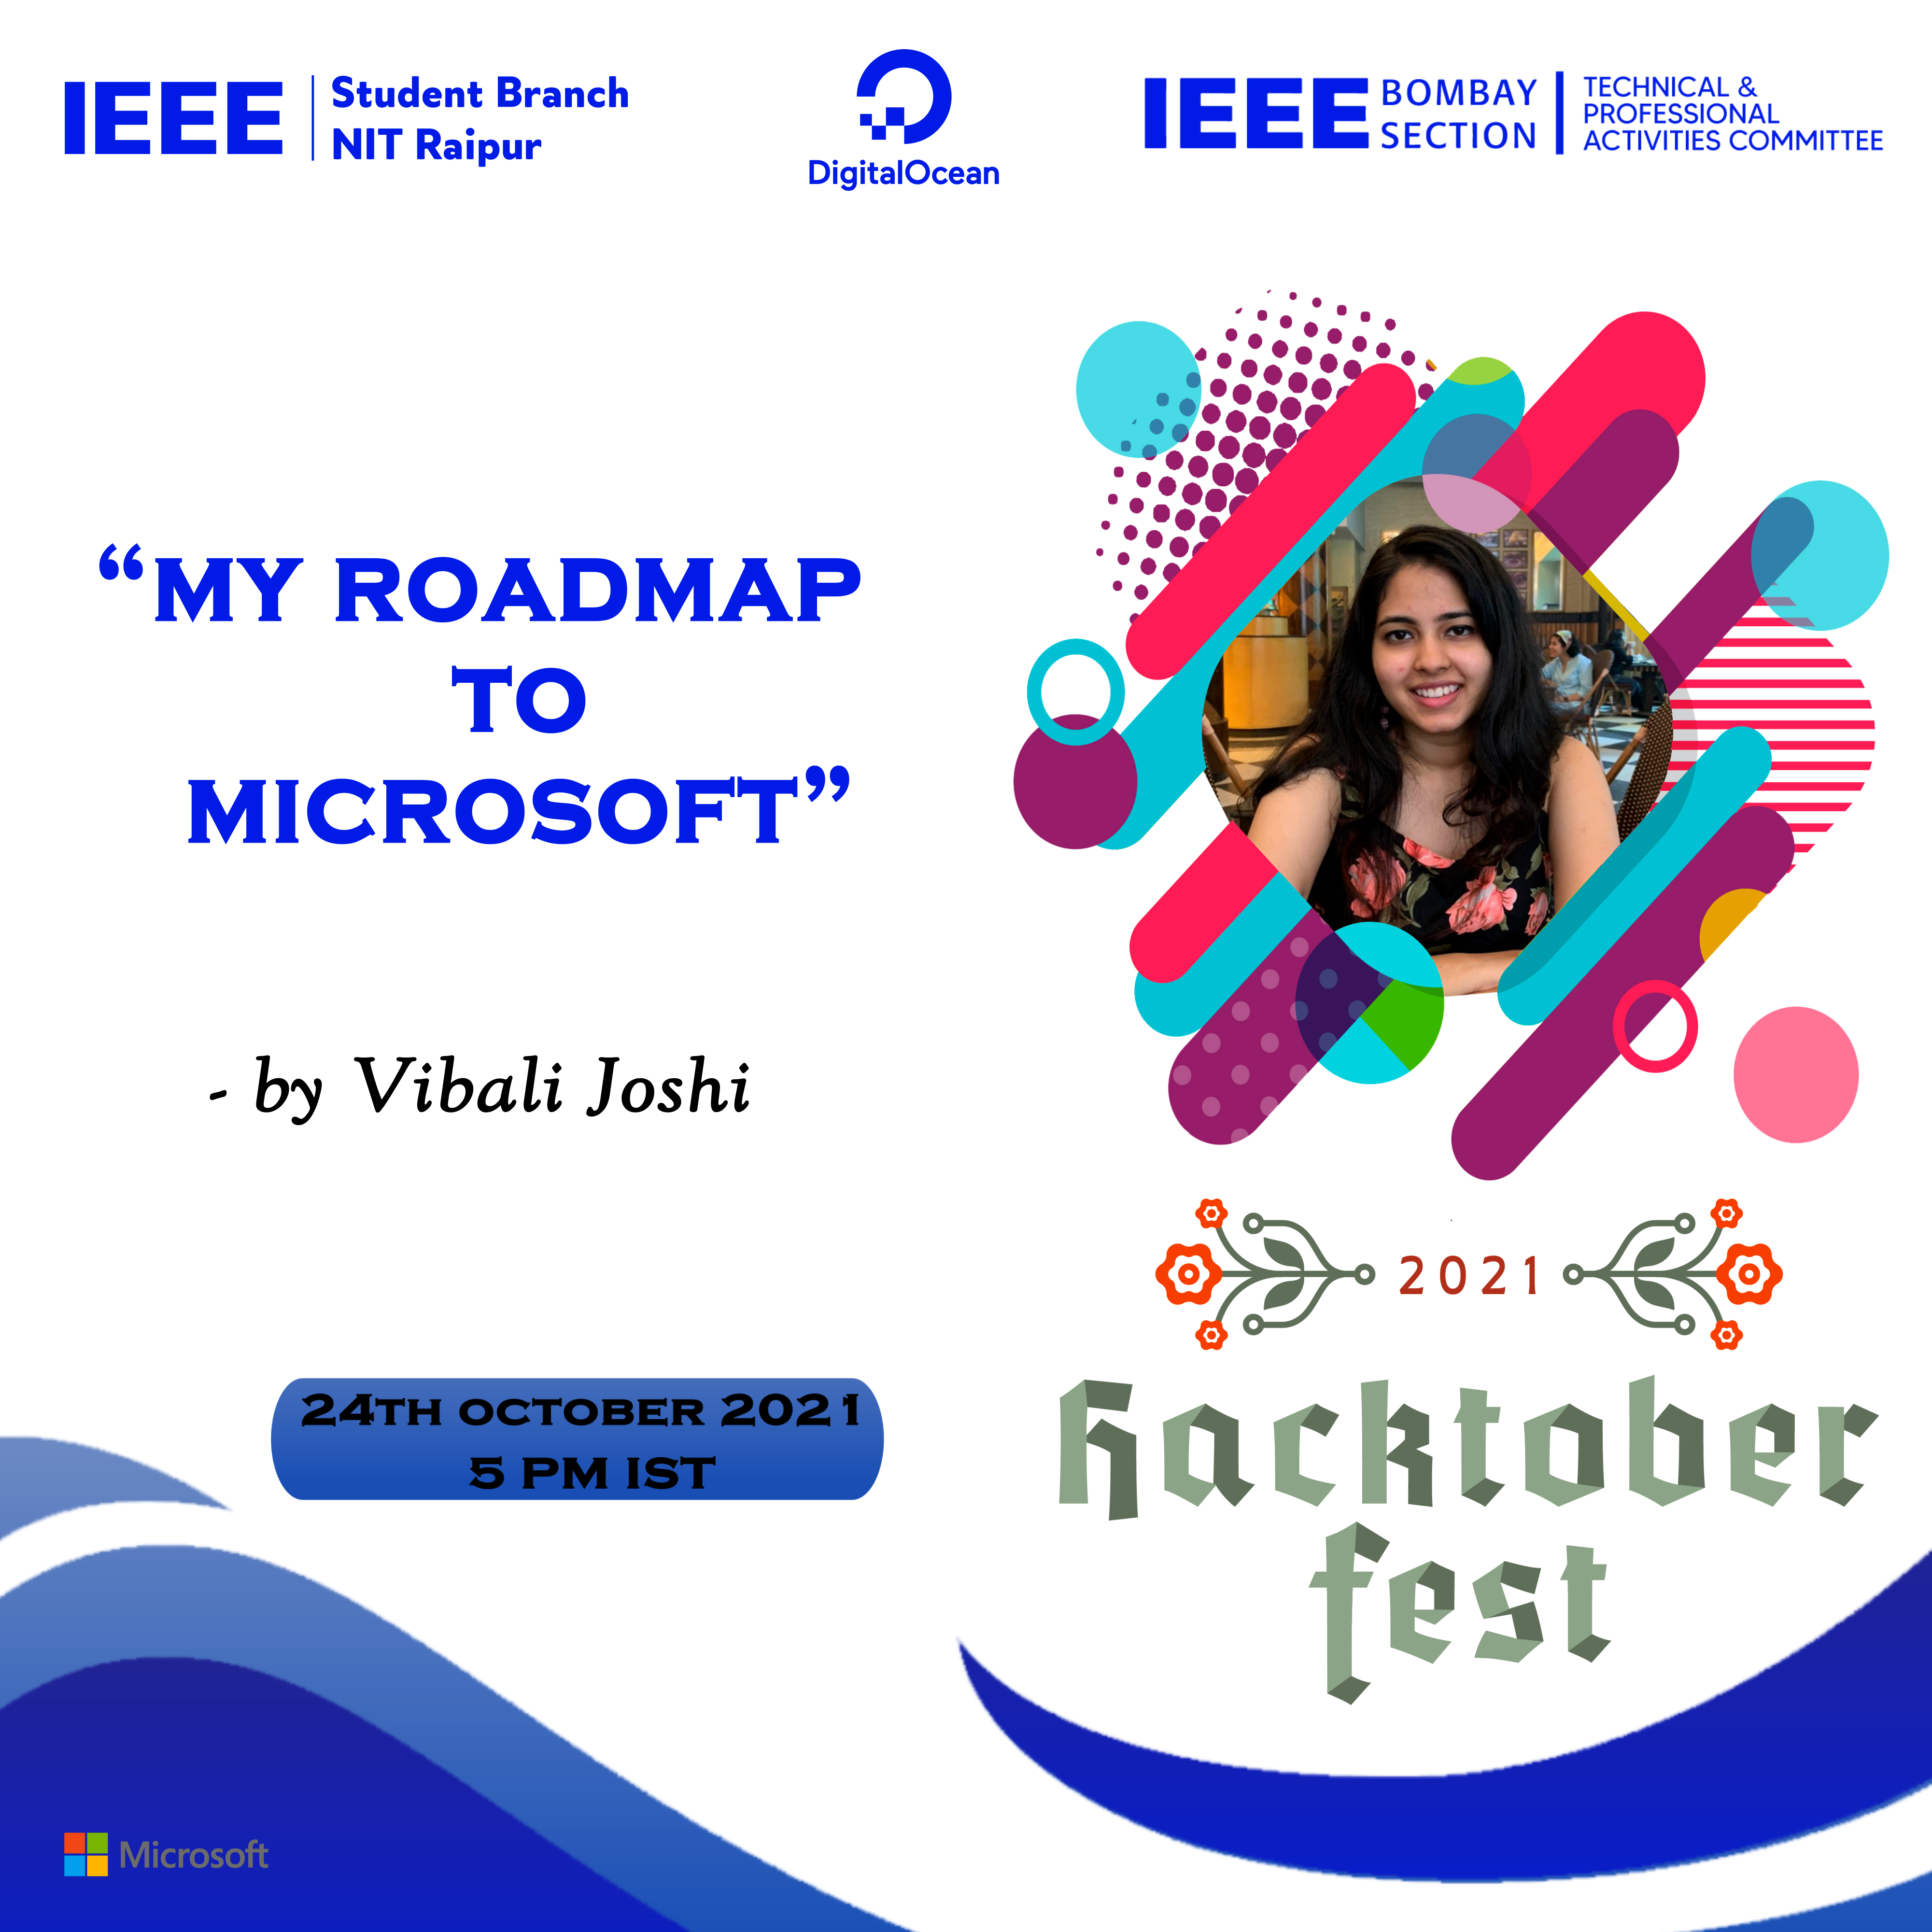 IEEE
Student Branch
NIT Raipur
DigitalOcean
IEEE
BOMBAY
SECTION
TECHNICAL &
PROFESSIONAL
ACTIVITIES COMMITTEE
“MY ROADMAP
TO
MICROSOFT”
- by Vibali Joshi
2021
hacktober
fest
24TH OCTOBER 2021
5 PM IST
Microsoft